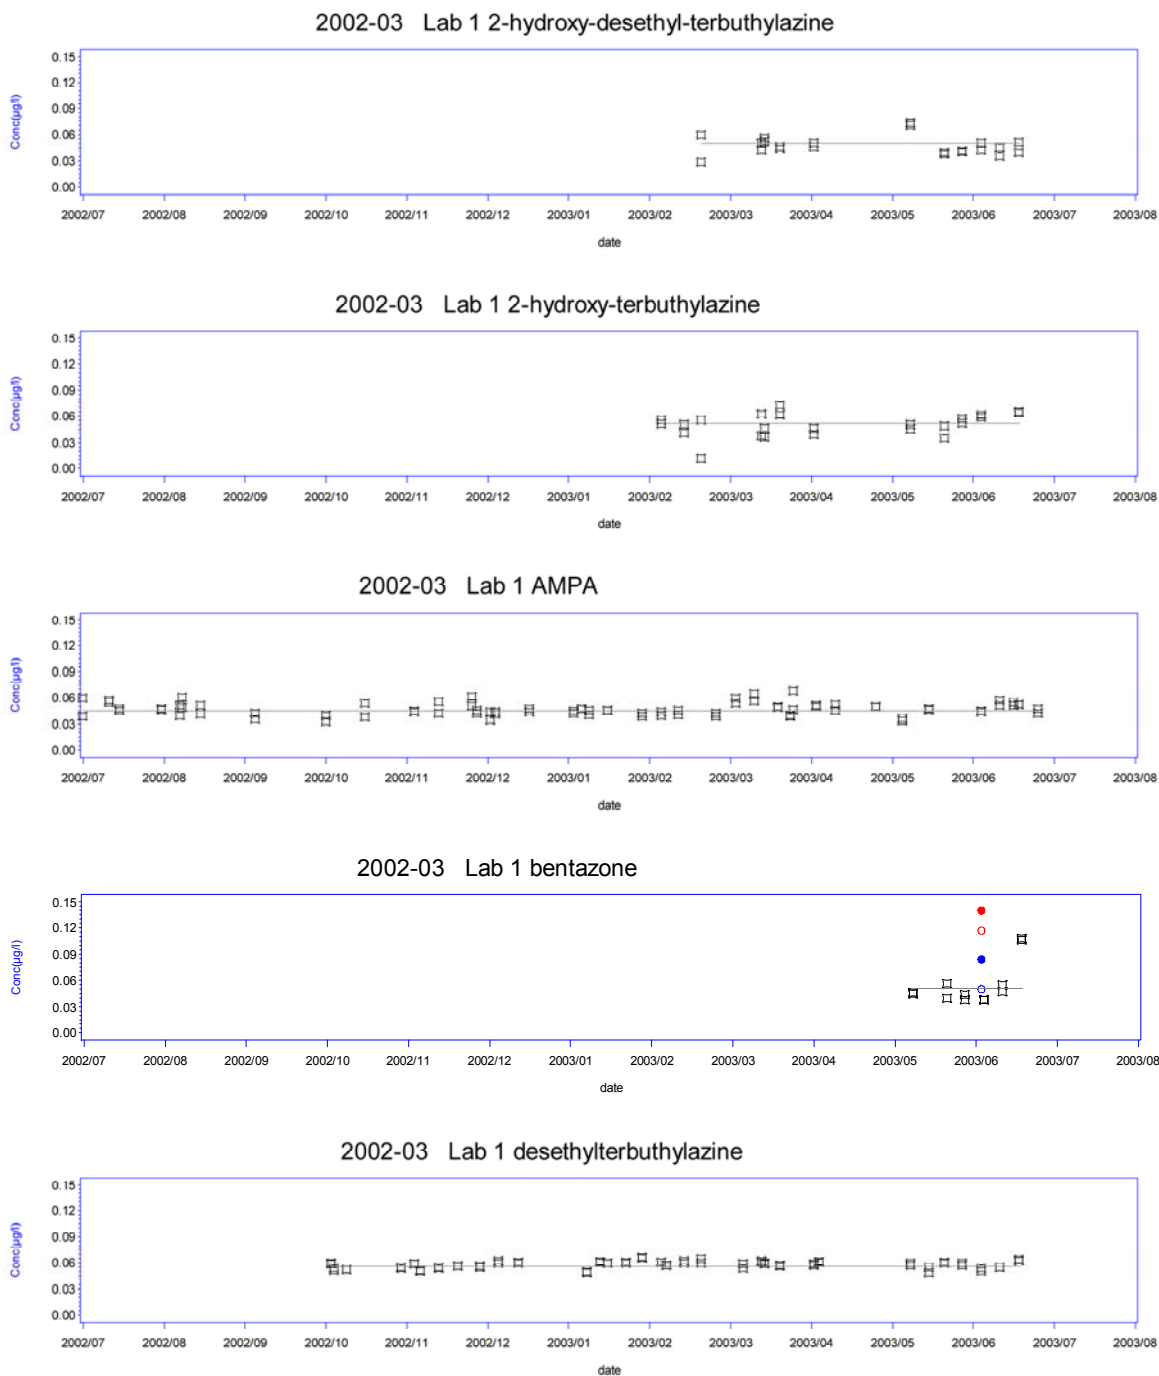 2002-03 Lab 1 2-hydroxy-desethyl-terbuthylazine
0.15
0.12
0.09
0.06
0.03
0.00
Conc(µg/l)
2002/07 2002/08 2002/09 2002/10 2002/11 2002/12 2003/01 2003/02 2003/03 2003/04 2003/05 2003/06 2003/07 2003/08
date
2002-03 Lab 1 2-hydroxy-terbuthylazine
0.15
0.12
0.09
0.06
0.03
0.00
Conc(µg/l)
2002/07 2002/08 2002/09 2002/10 2002/11 2002/12 2003/01 2003/02 2003/03 2003/04 2003/05 2003/06 2003/07 2003/08
date
2002-03 Lab 1 AMPA
0.15
0.12
0.09
0.06
0.03
0.00
Conc(µg/l)
2002/07 2002/08 2002/09 2002/10 2002/11 2002/12 2003/01 2003/02 2003/03 2003/04 2003/05 2003/06 2003/07 2003/08
date
2002-03 Lab 1 bentazone
0.15
0.12
0.09
0.06
0.03
0.00
Conc(µg/l)
2002/07 2002/08 2002/09 2002/10 2002/11 2002/12 2003/01 2003/02 2003/03 2003/04 2003/05 2003/06 2003/07 2003/08
date
2002-03 Lab 1 desethylterbuthylazine
0.15
0.12
0.09
0.06
0.03
0.00
Conc(µg/l)
2002/07 2002/08 2002/09 2002/10 2002/11 2002/12 2003/01 2003/02 2003/03 2003/04 2003/05 2003/06 2003/07 2003/08
date